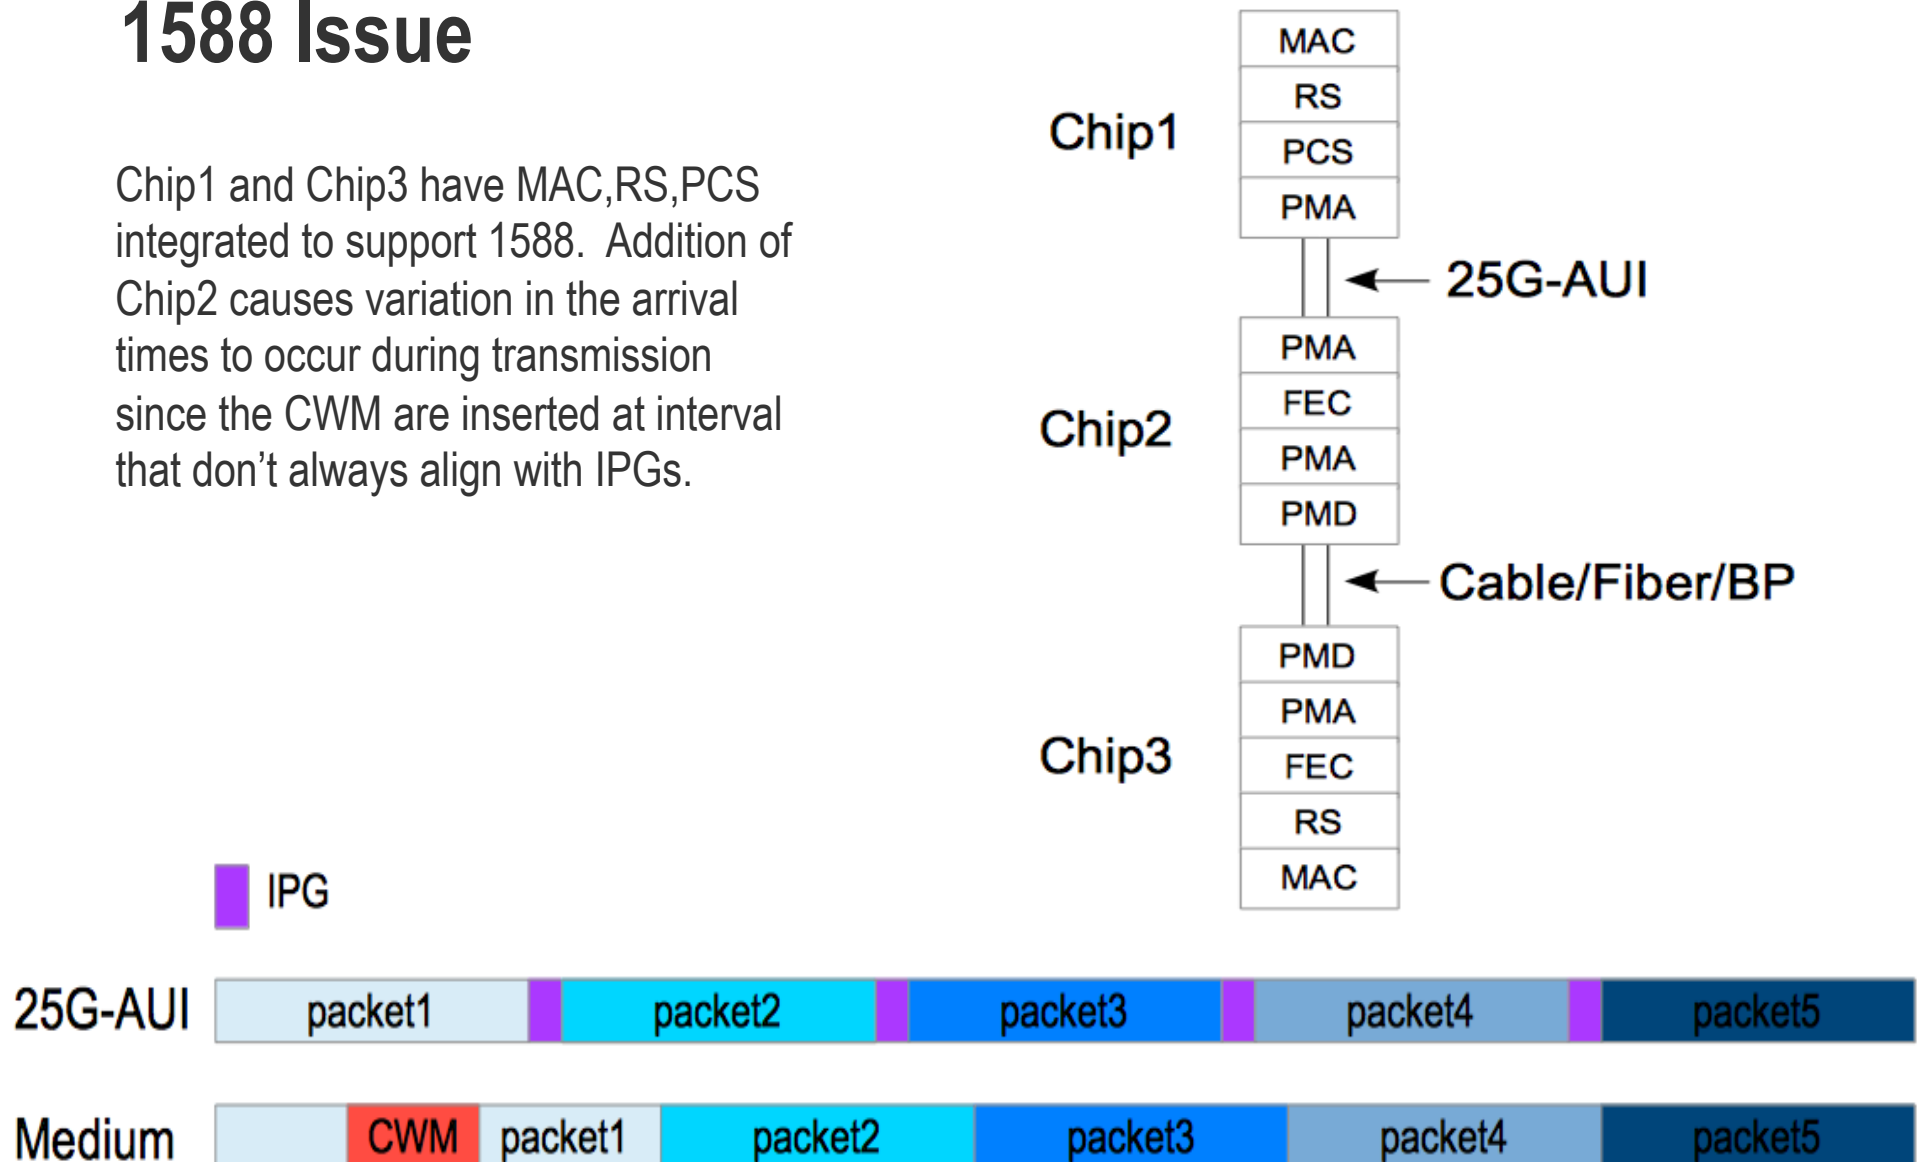 1588 Issue
Chip1 and Chip3 have MAC,RS,PCS
integrated to support 1588.  Addition of
Chip2 causes variation in the arrival
times to occur during transmission
since the CWM are inserted at interval
that don’t always align with IPGs.
Chip1
MAC
RS
PCS
PMA
25G-AUI
Chip2
PMA
FEC
PMA
PMD
Cable/Fiber/BP
Chip3
PMD
PMA
FEC
RS
MAC
IPG
25G-AUI packet1 packet2 packet3 packet4 packet5
Medium CWM packet1 packet2 packet3 packet4 packet5